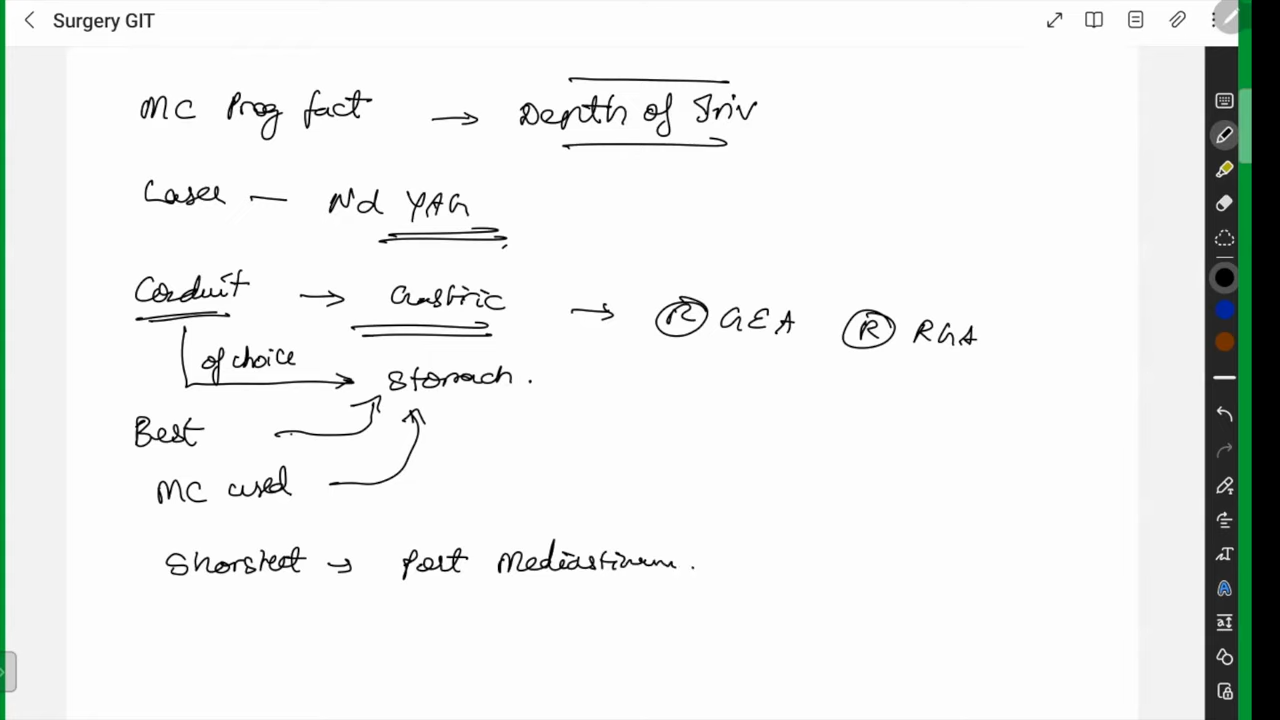 Surgery GIT
MC Prog fact → Depth of Inv
Laser — Nd YAG
Conduit → Gastric → (R) GEA (R) RGA
of choice → Stomach.
Best
MC used
Shorstest → Post Mediastinum.